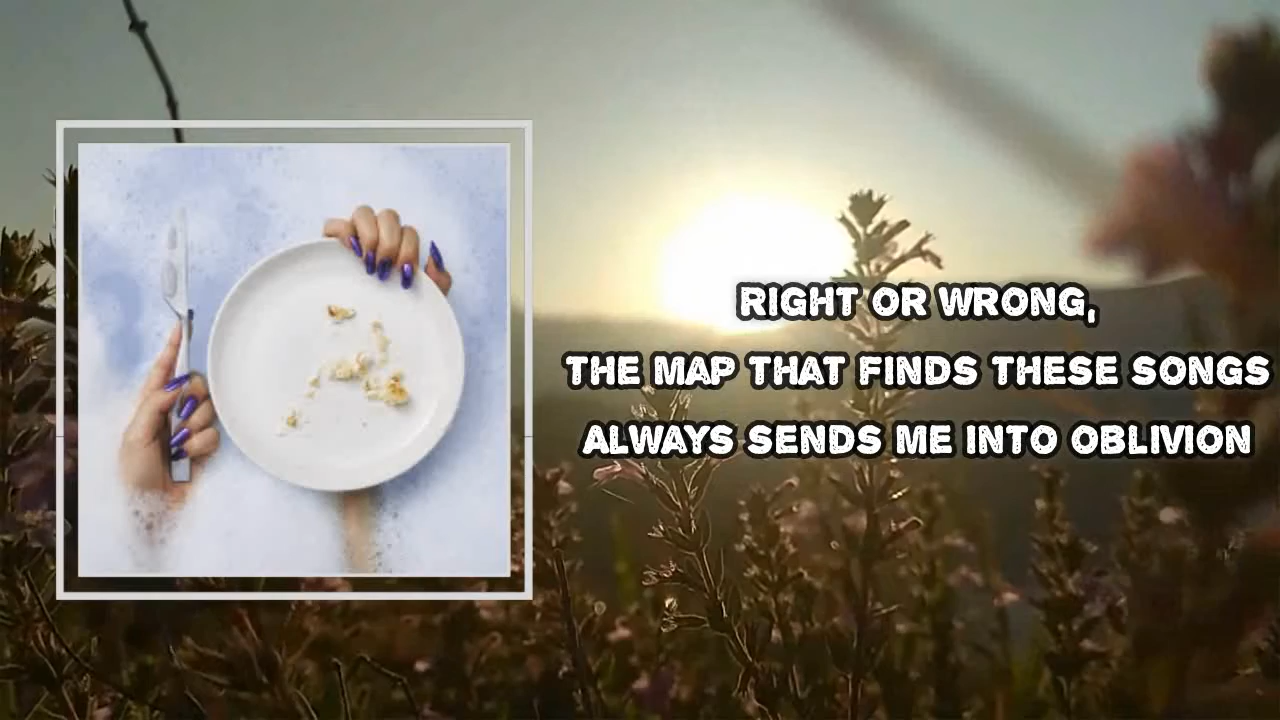 RIGHT OR WRONG,
THE MAP THAT FINDS THESE SONGS
ALWAYS SENDS ME INTO OBLIVION